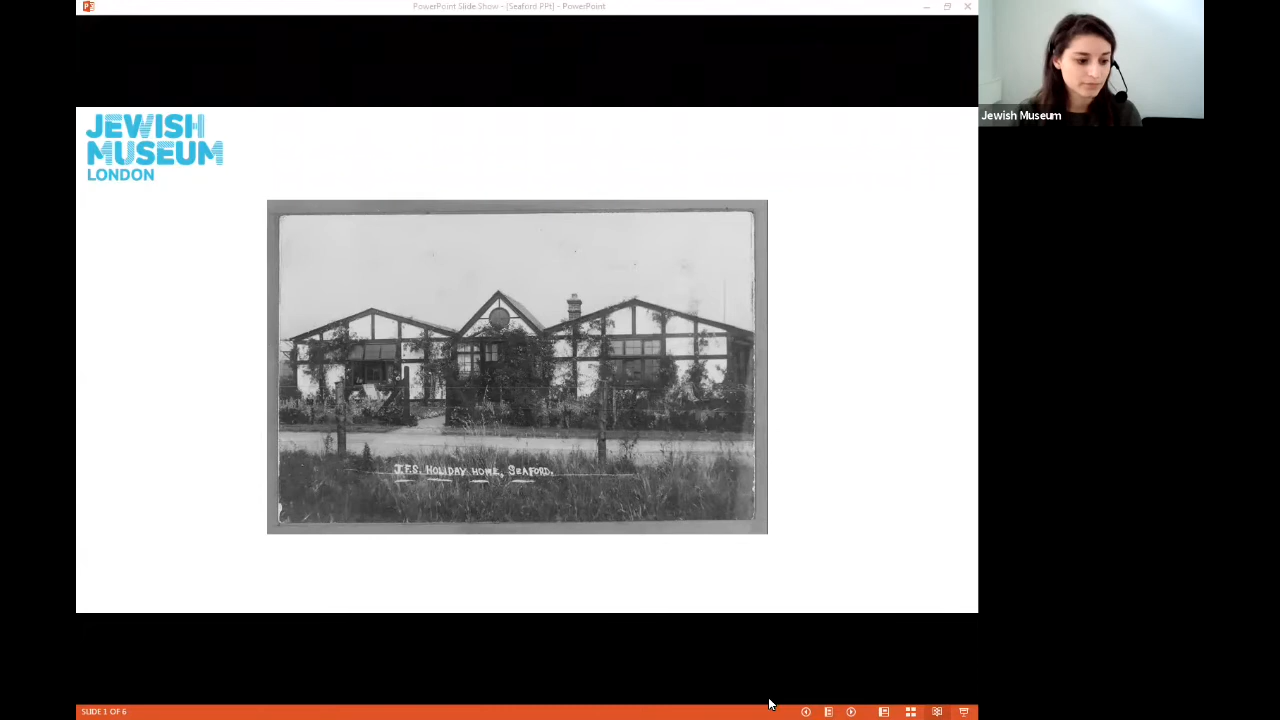 PowerPoint Slide Show - [Seaford PPt] - PowerPoint
JEWISH
MUSEUM
LONDON
Jewish Museum
J.F.S. HOLIDAY HOME, SEAFORD.
SLIDE 1 OF 6